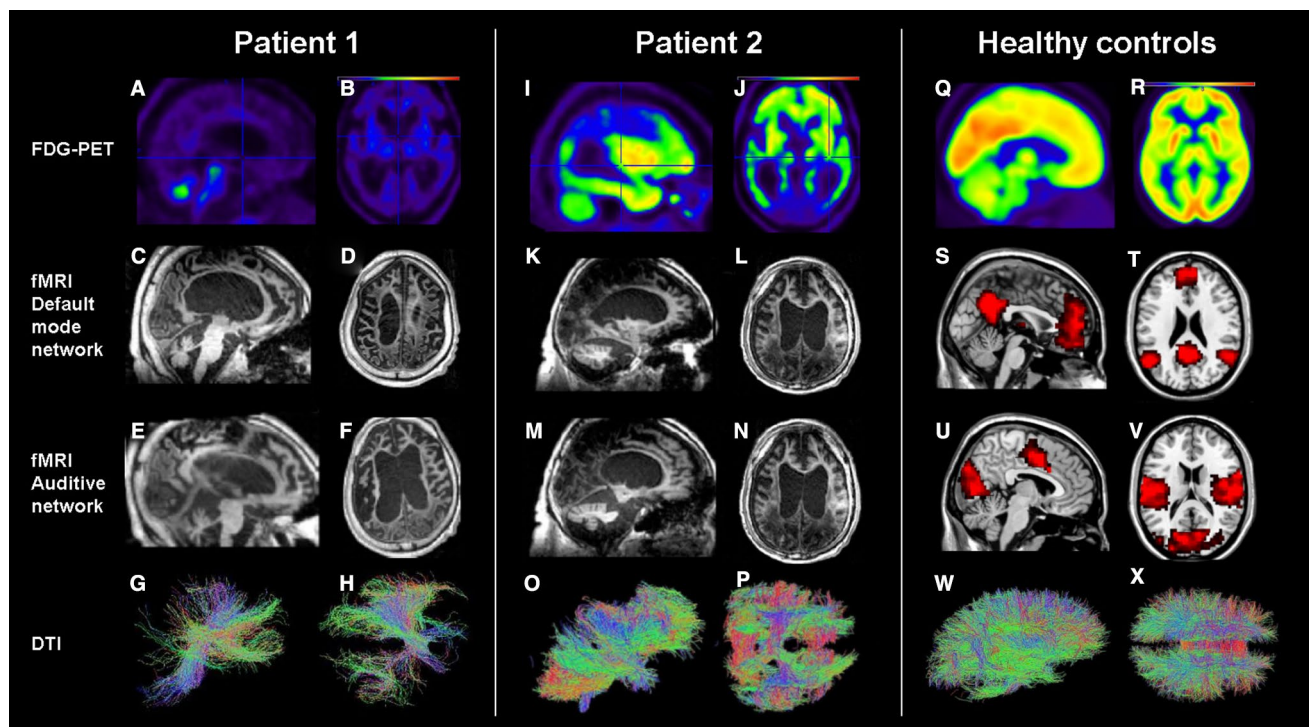 Patient 1
Patient 2
Healthy controls
A
B
I
J
Q
R
FDG-PET
C
D
K
L
S
T
fMRI
Default
mode
network
E
F
M
N
U
V
fMRI
Auditive
network
G
H
O
P
W
X
DTI